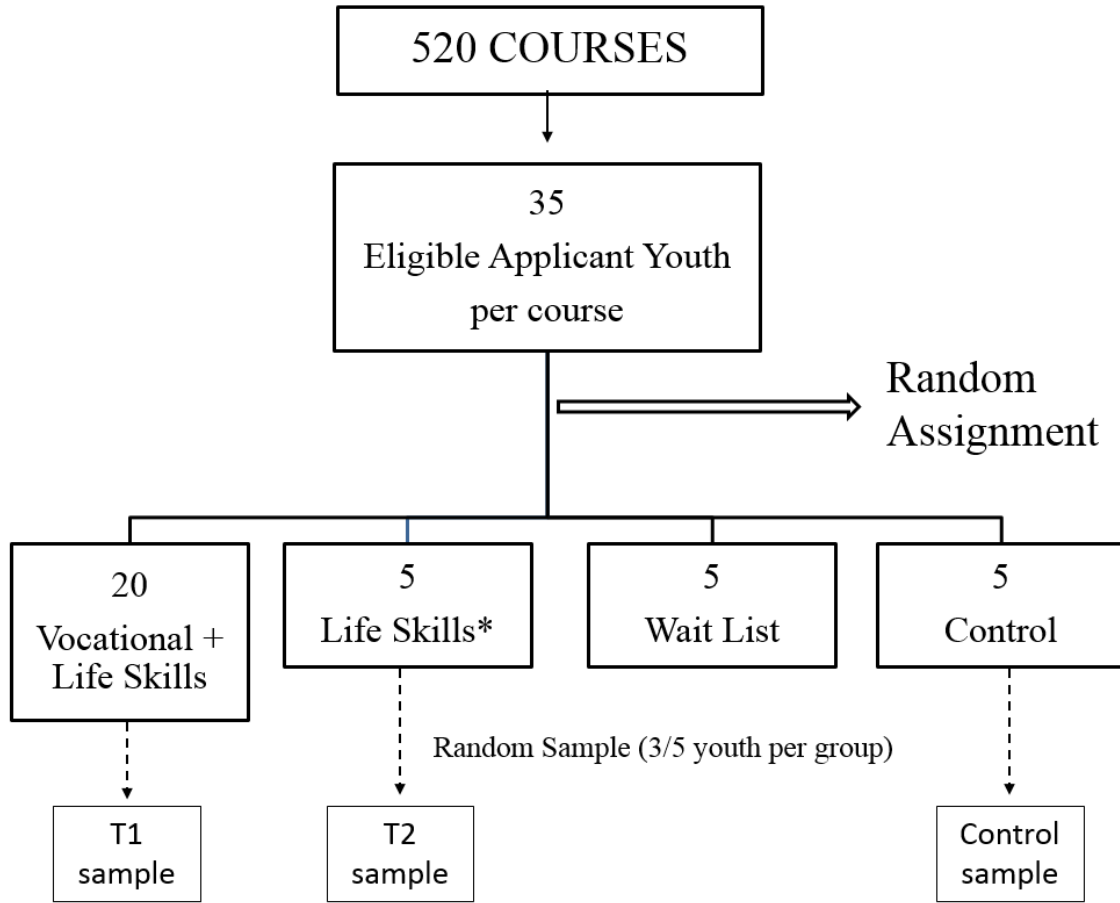 520 COURSES
35
Eligible Applicant Youth
per course
Random
Assignment
20
Vocational +
Life Skills
5
Life Skills*
5
Wait List
5
Control
Random Sample (3/5 youth per group)
T1
sample
T2
sample
Control
sample